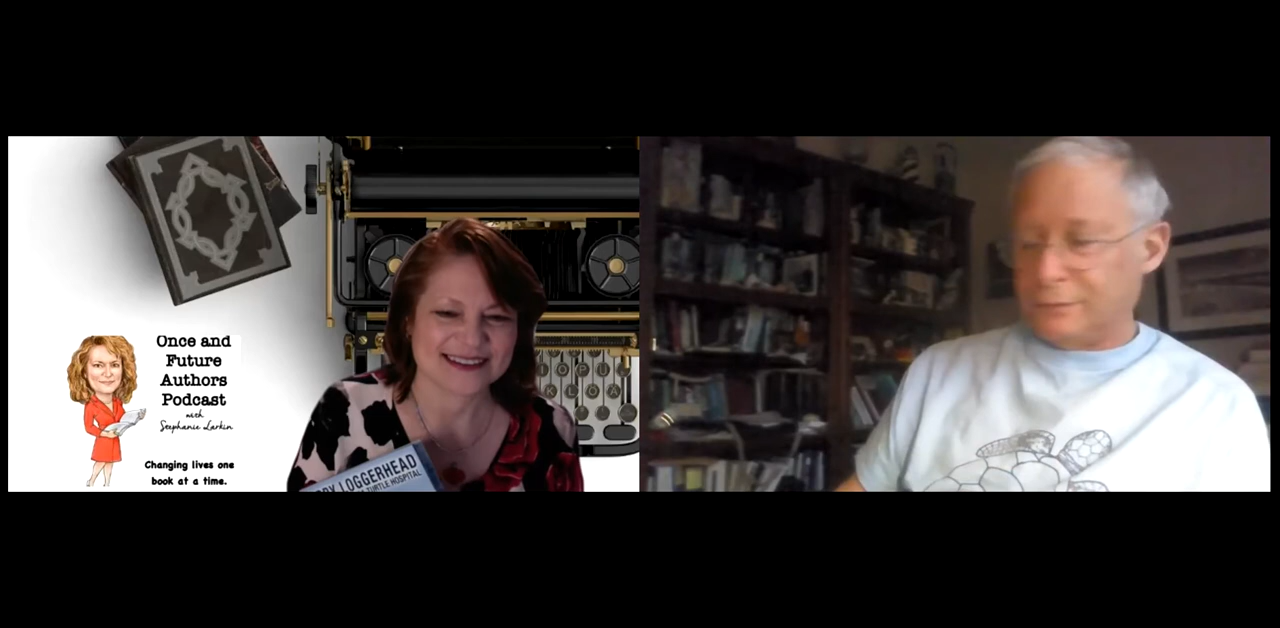 Once and
Future
Authors
Podcast
with
Stephanie Larkin
Changing lives one
book at a time.
LOGGERHEAD
TURTLE HOSPITAL